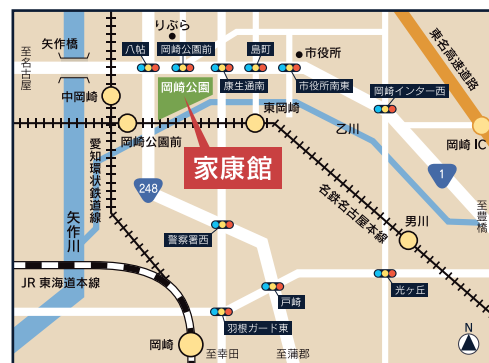 りぶら
矢作橋
八帖
岡崎公園前
島町
市役所
東名高速道路
至名古屋
中岡崎
岡崎公園
康生通南
市役所南東
岡崎インター西
東岡崎
乙川
岡崎公園前
岡崎IC
家康館
愛知環状鉄道線
248
1
名鉄名古屋本線
至豊橋
矢作川
男川
警察署西
JR東海道本線
光ヶ丘
戸崎
羽根ガード東
岡崎
至幸田
至蒲郡
N